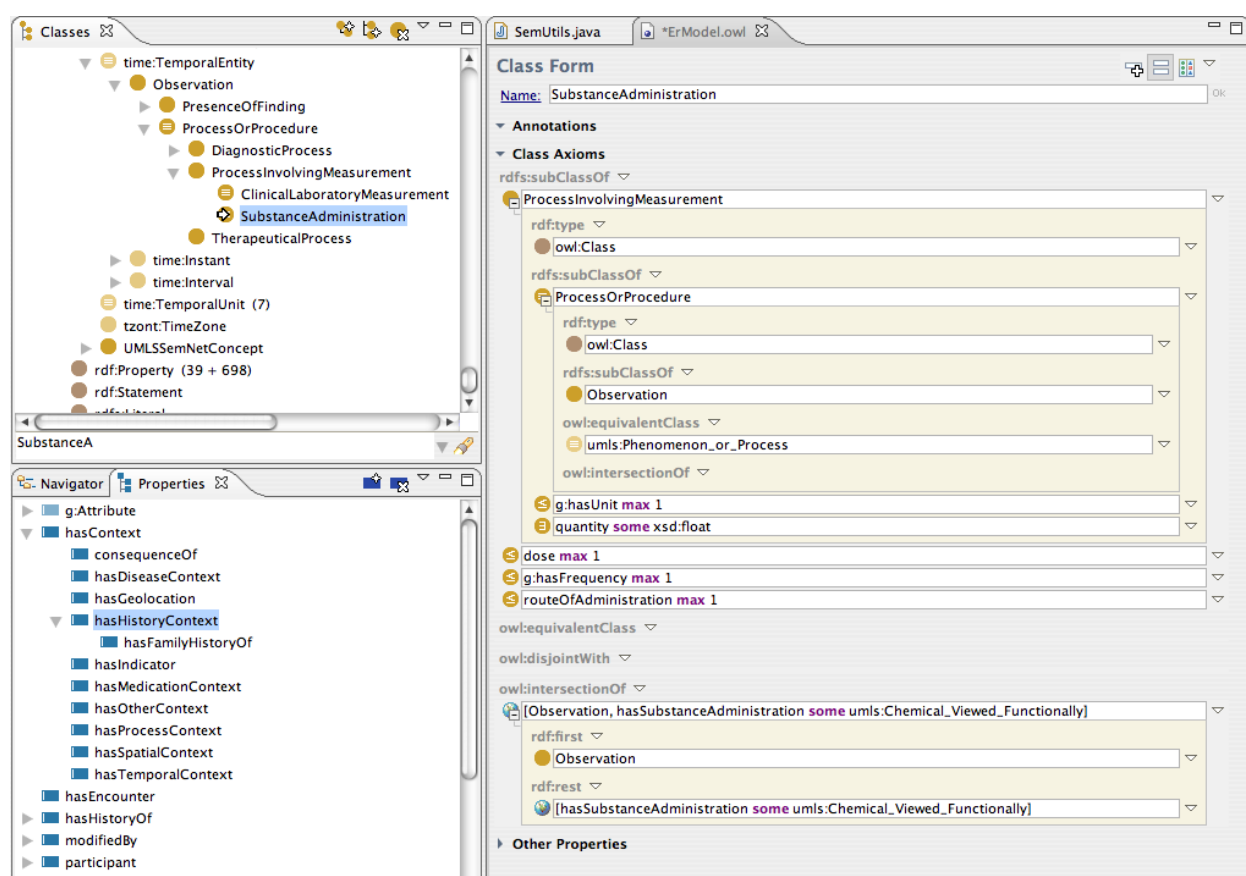 Classes
time:TemporalEntity
Observation
PresenceOfFinding
ProcessOrProcedure
DiagnosticProcess
ProcessInvolvingMeasurement
ClinicalLaboratoryMeasurement
SubstanceAdministration
TherapeuticalProcess
time:Instant
time:Interval
time:TemporalUnit (7)
tzont:TimeZone
UMLSSemNetConcept
rdf:Property (39 + 698)
rdf:Statement
rdfs:Literal
SubstanceA
Navigator Properties
g:Attribute
hasContext
consequenceOf
hasDiseaseContext
hasGeolocation
hasHistoryContext
hasFamilyHistoryOf
hasIndicator
hasMedicationContext
hasOtherContext
hasProcessContext
hasSpatialContext
hasTemporalContext
hasEncounter
hasHistoryOf
modifiedBy
participant
SemUtils.java *ErModel.owl
Class Form
Name: SubstanceAdministration Ok
Annotations
Class Axioms
rdfs:subClassOf
ProcessInvolvingMeasurement
rdf:type
owl:Class
rdfs:subClassOf
ProcessOrProcedure
rdf:type
owl:Class
rdfs:subClassOf
Observation
owl:equivalentClass
umls:Phenomenon_or_Process
owl:intersectionOf
g:hasUnit max 1
quantity some xsd:float
dose max 1
g:hasFrequency max 1
routeOfAdministration max 1
owl:equivalentClass
owl:disjointWith
owl:intersectionOf
[Observation, hasSubstanceAdministration some umls:Chemical_Viewed_Functionally]
rdf:first
Observation
rdf:rest
[hasSubstanceAdministration some umls:Chemical_Viewed_Functionally]
Other Properties